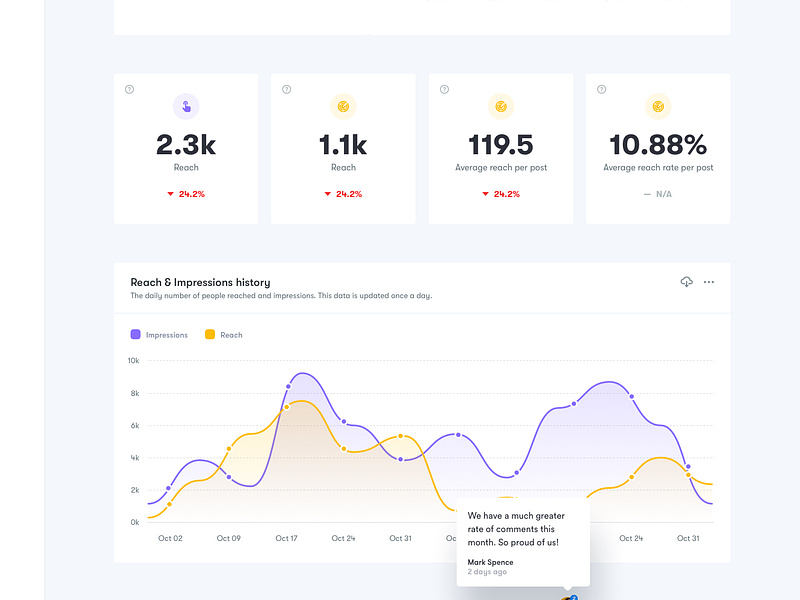 2.3k
Reach
24.2%
1.1k
Reach
24.2%
119.5
Average reach per post
24.2%
10.88%
Average reach rate per post
— N/A
Reach & Impressions history
The daily number of people reached and impressions. This data is updated once a day.
Impressions
Reach
10k
8k
6k
4k
2k
0k
Oct 02
Oct 09
Oct 17
Oct 24
Oct 31
Oc
Oct 24
Oct 31
We have a much greater
rate of comments this
month. So proud of us!
Mark Spence
2 days ago